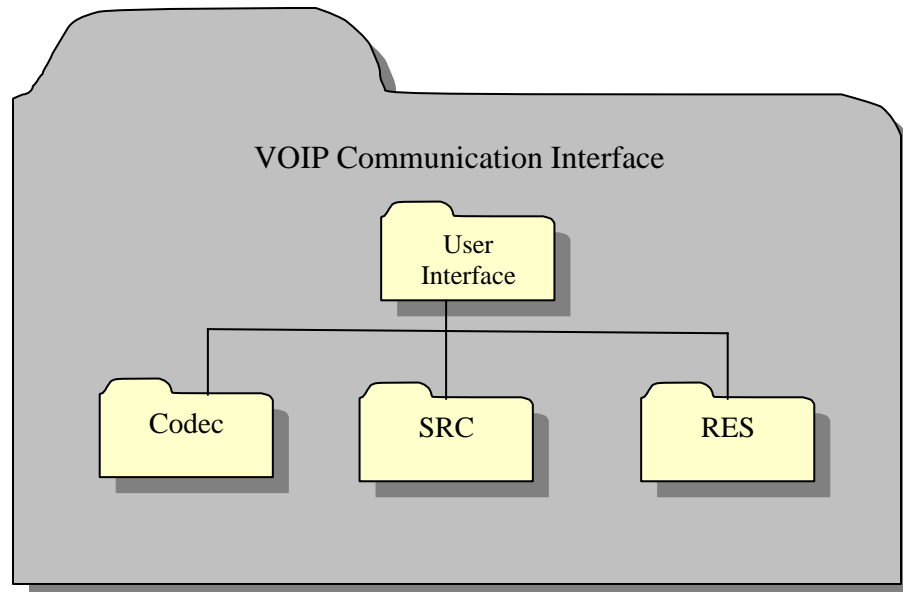 VOIP Communication Interface
User
Interface
Codec
SRC
RES